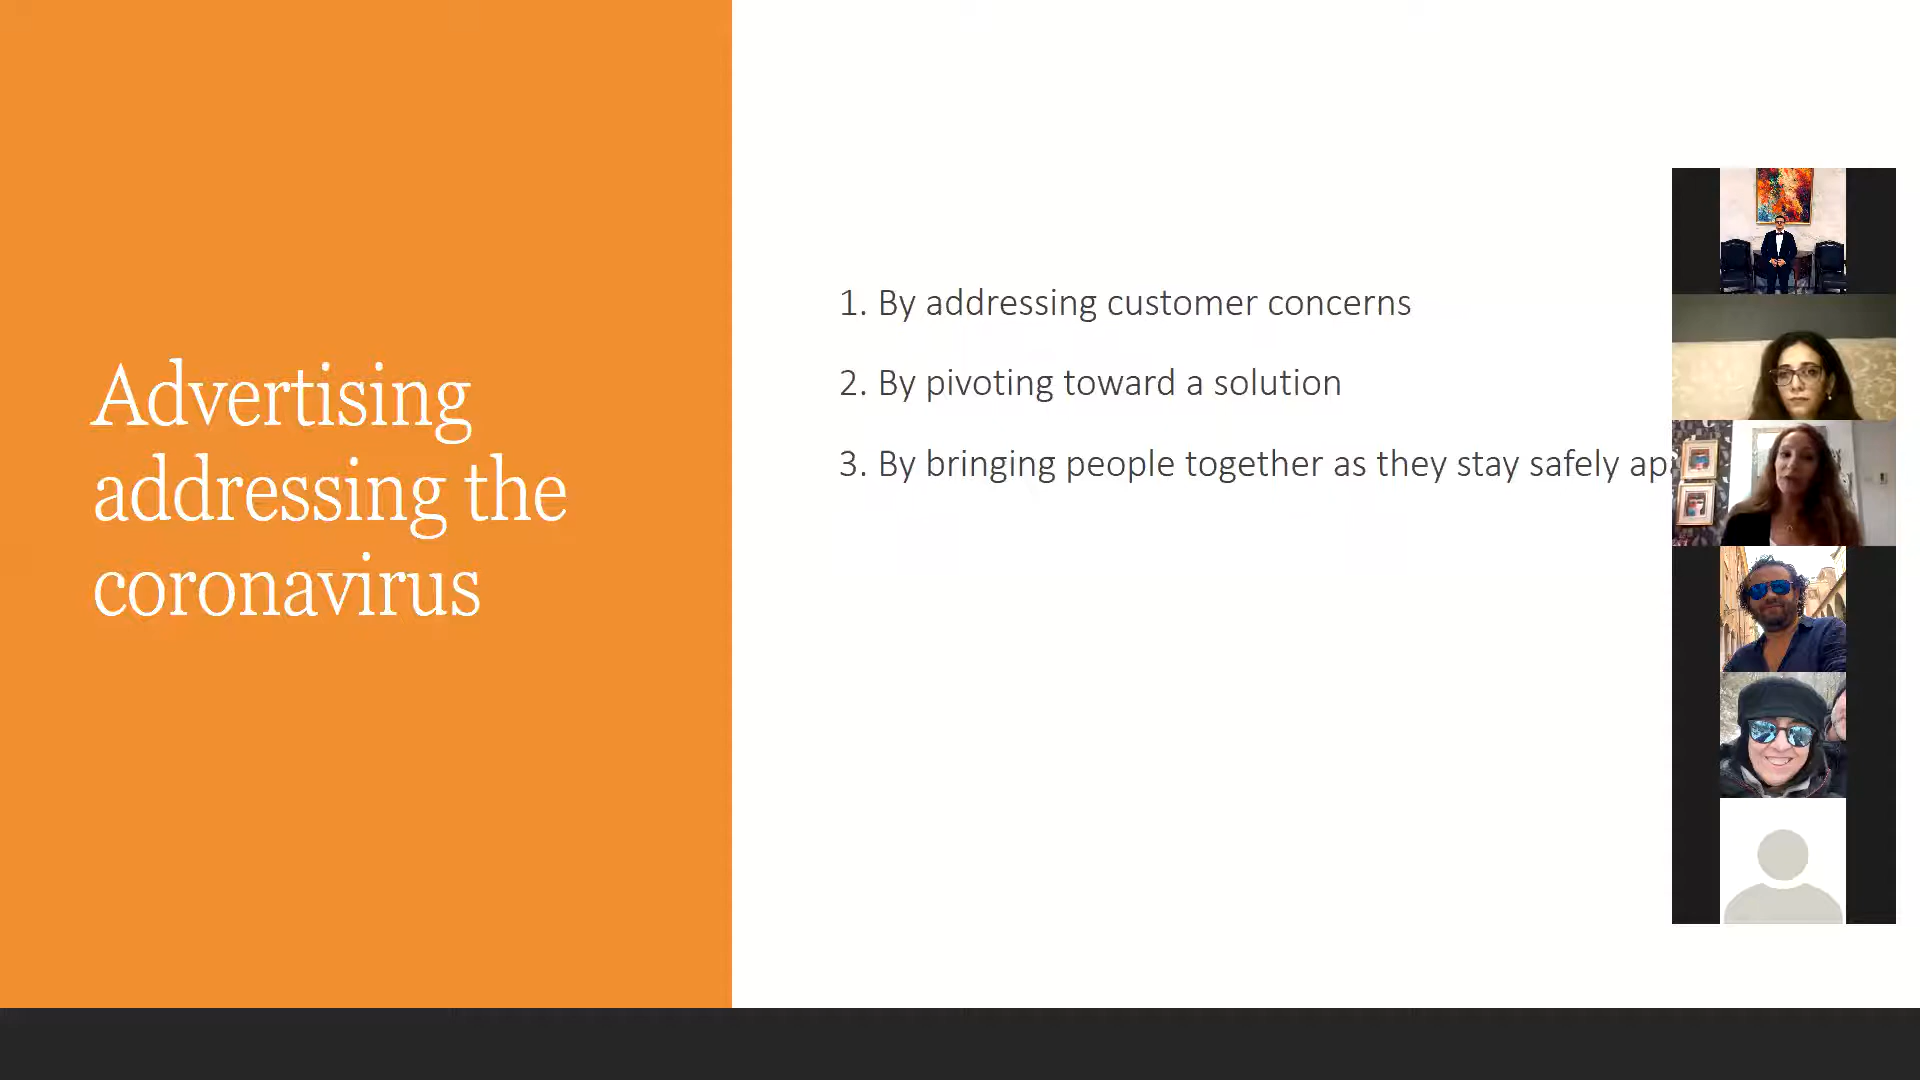 Advertising
addressing the
coronavirus
1. By addressing customer concerns
2. By pivoting toward a solution
3. By bringing people together as they stay safely